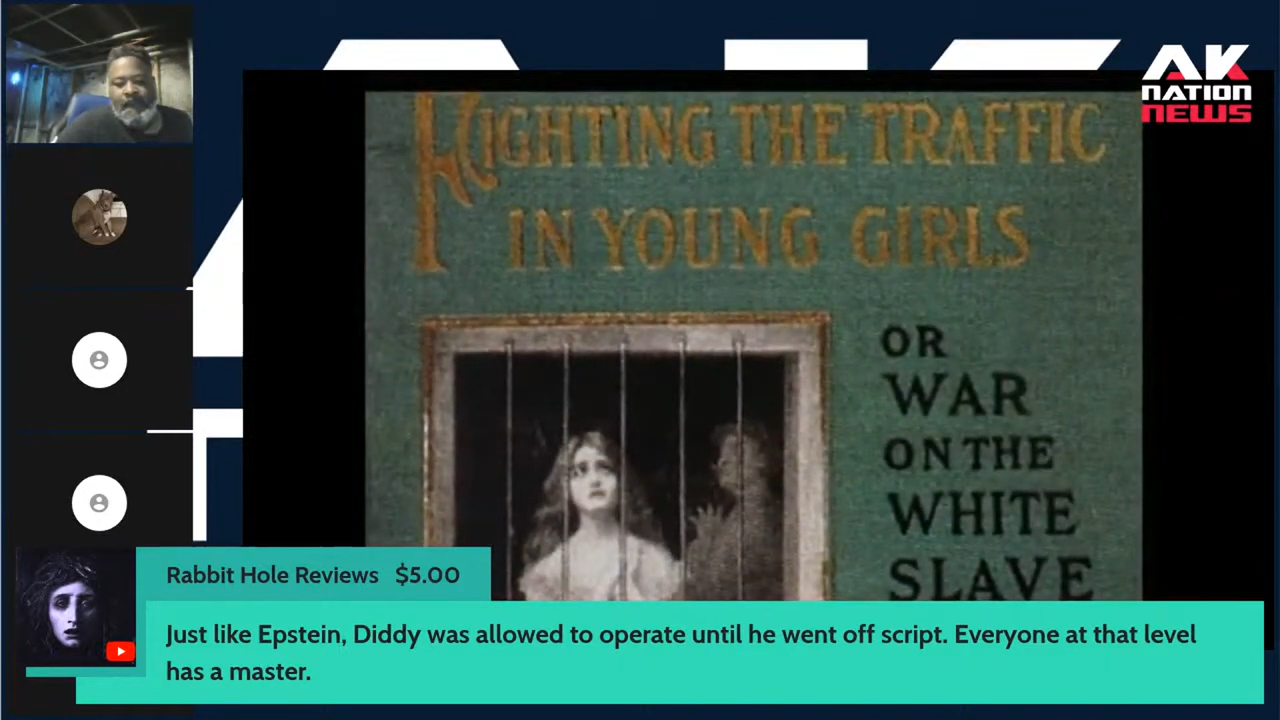 AK
NATION
NEWS
FIGHTING THE TRAFFIC
IN YOUNG GIRLS
OR
WAR
ON THE
WHITE
SLAVE
Rabbit Hole Reviews $5.00
Just like Epstein, Diddy was allowed to operate until he went off script. Everyone at that level
has a master.